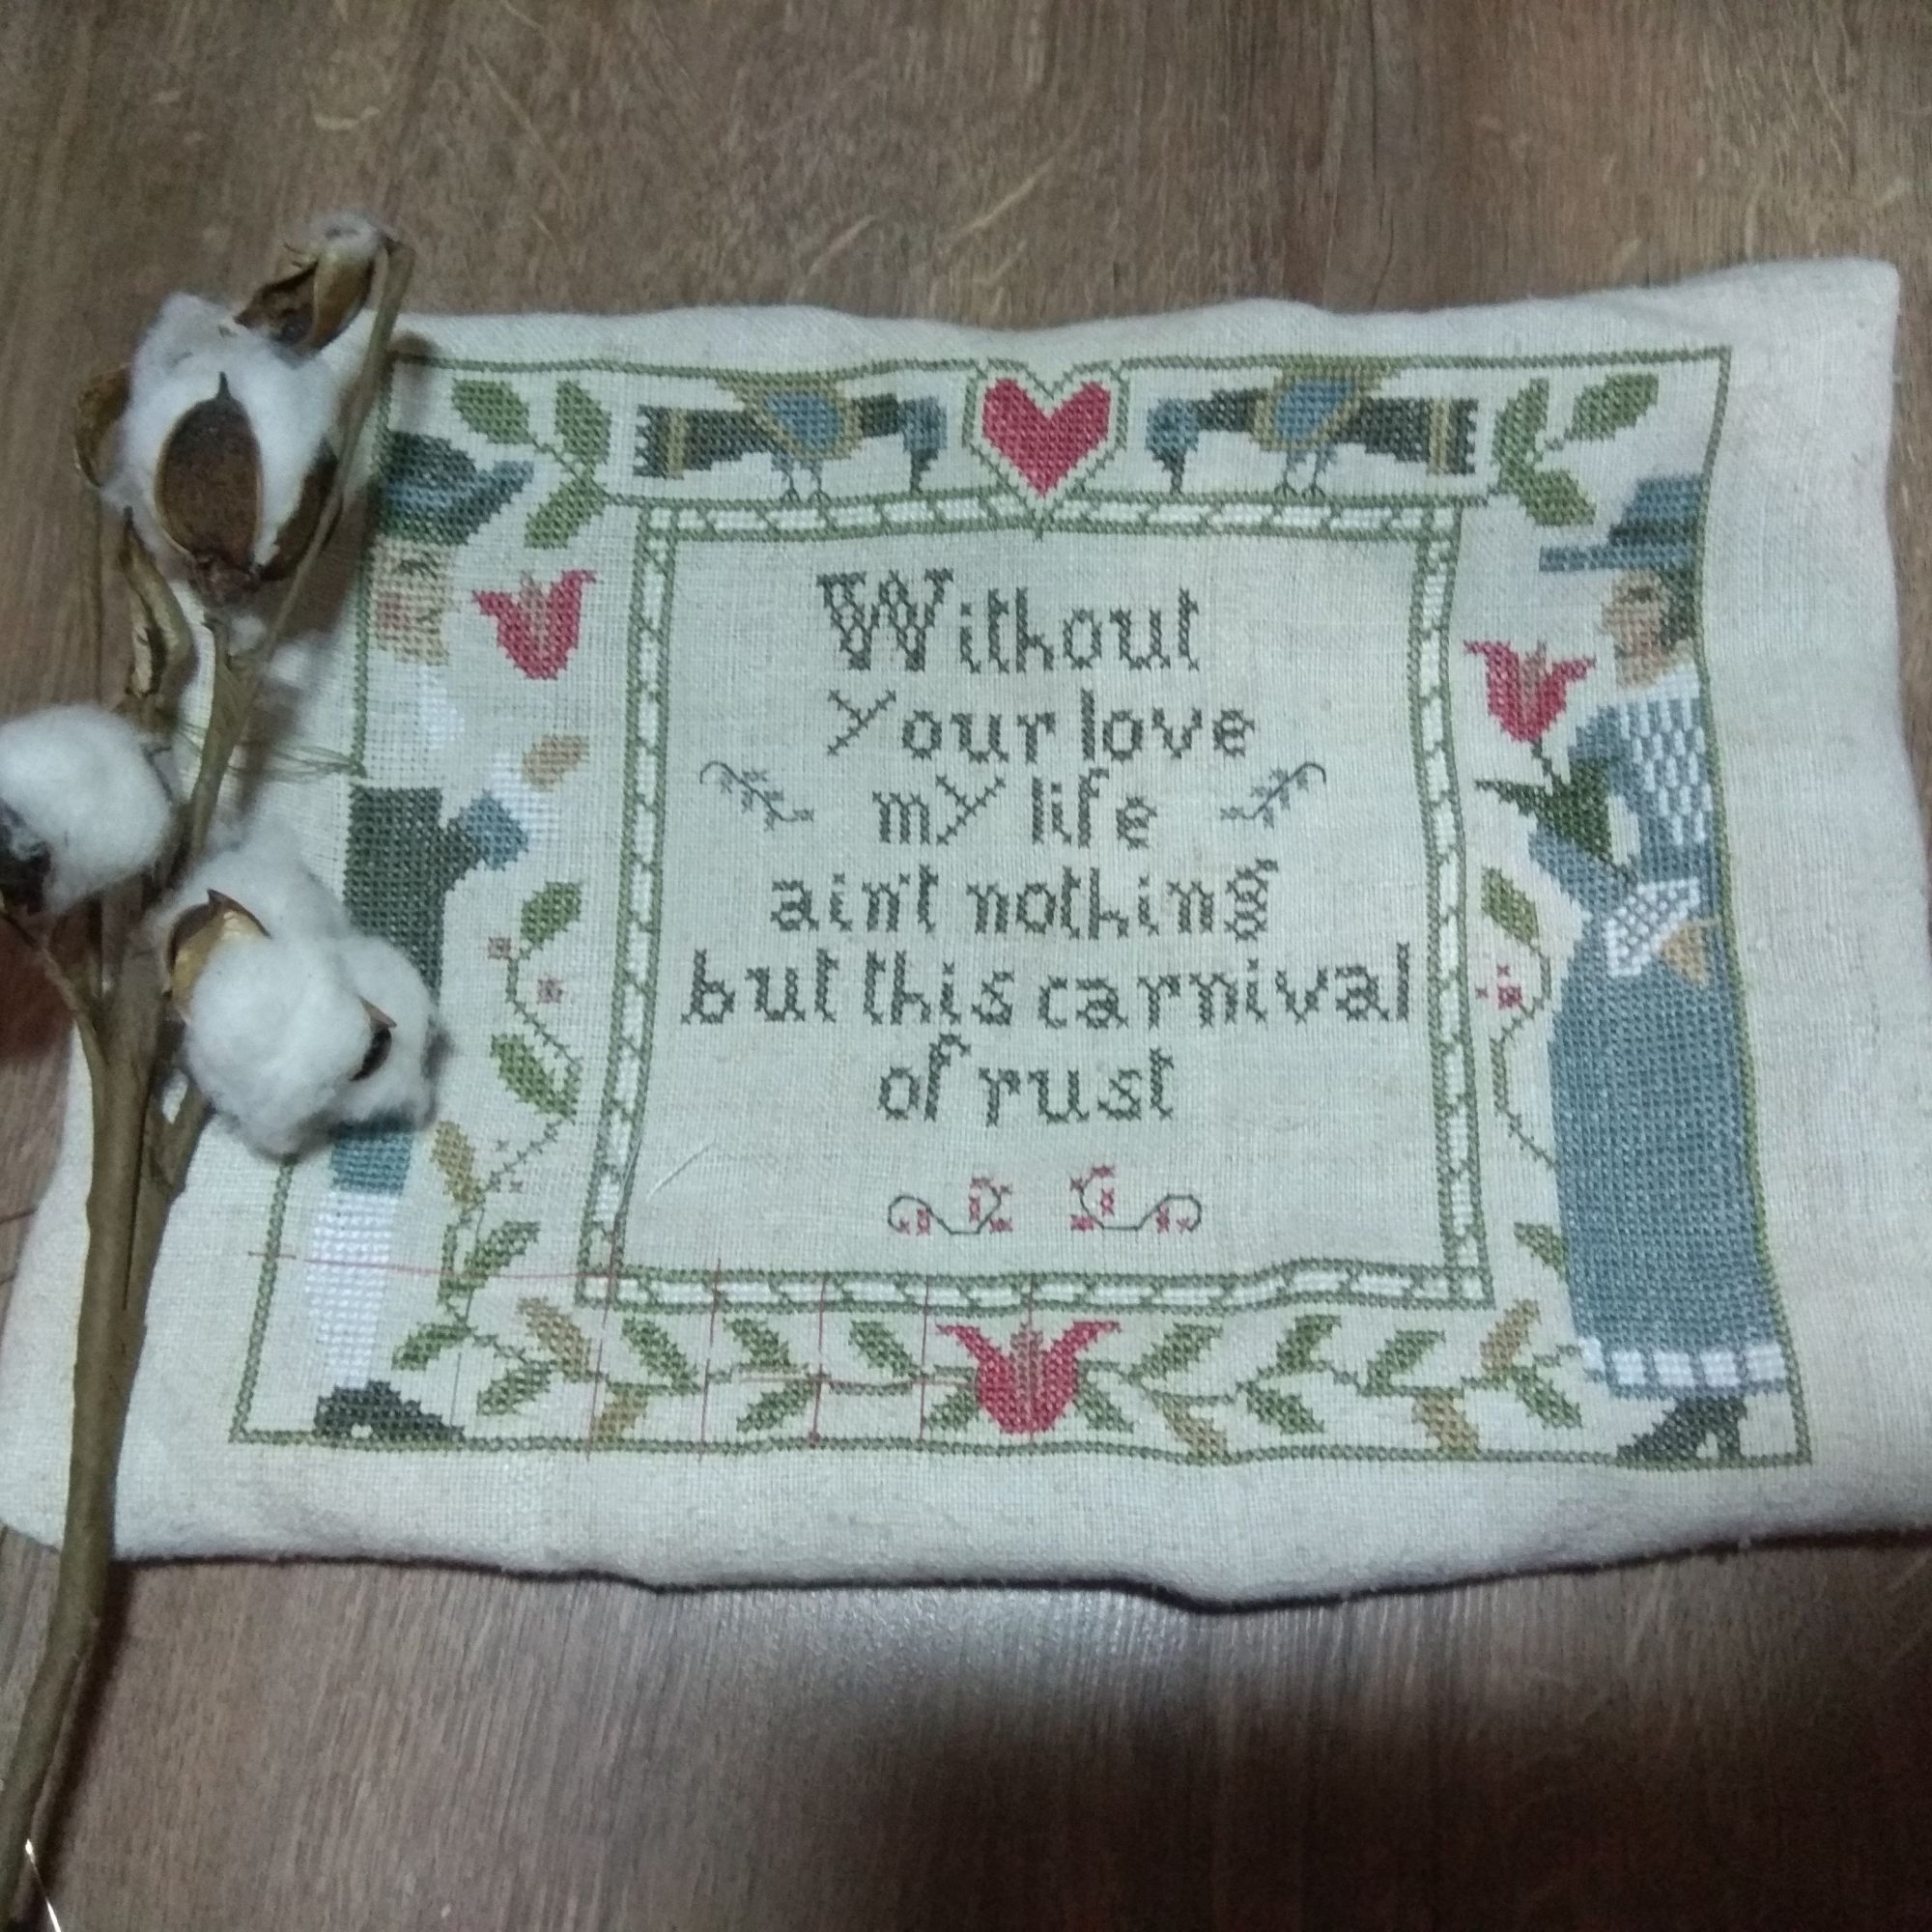 Without
Your love
my life
ain't nothing
but this carnival
of rust